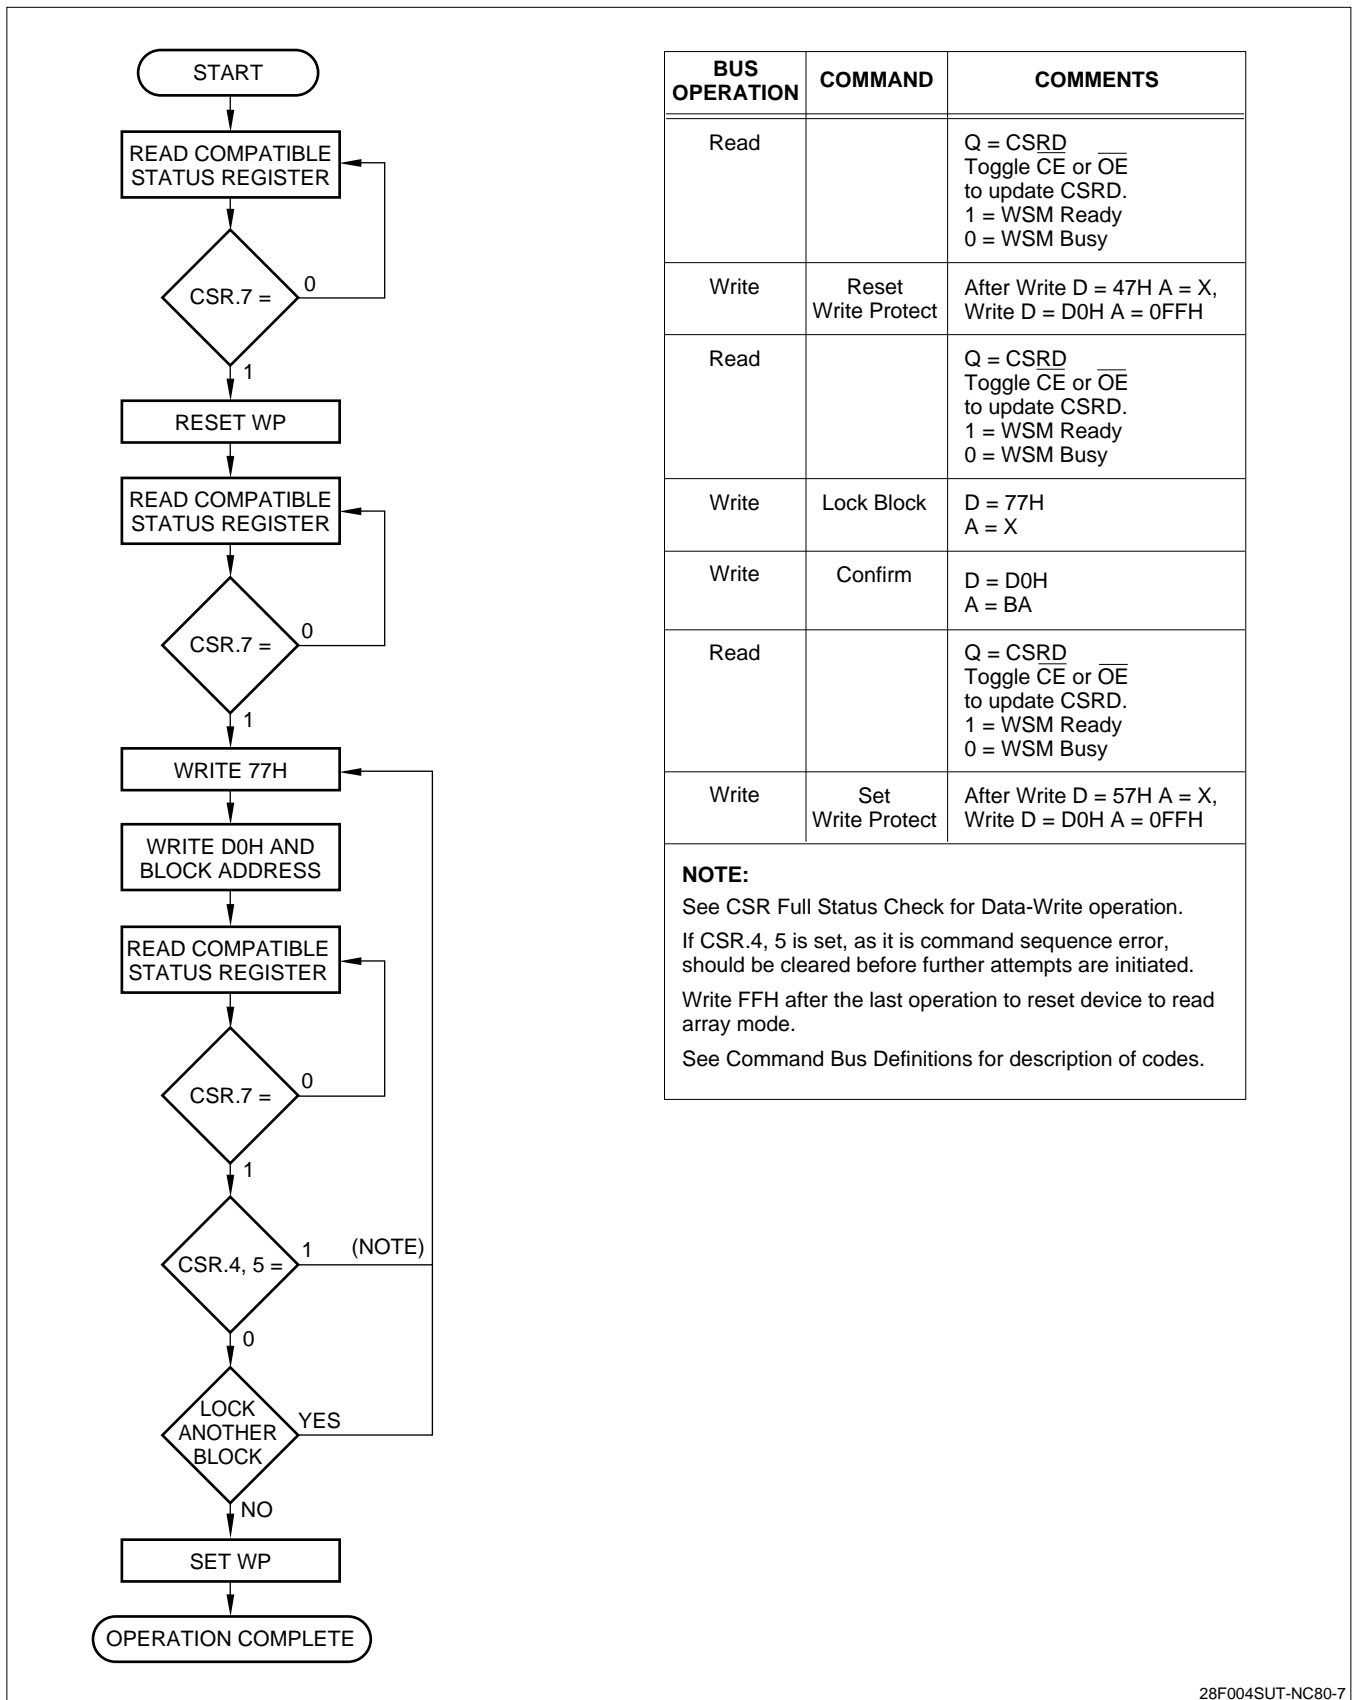 START
READ COMPATIBLE
STATUS REGISTER
CSR.7 =
0
1
RESET WP
READ COMPATIBLE
STATUS REGISTER
CSR.7 =
0
1
WRITE 77H
WRITE D0H AND
BLOCK ADDRESS
READ COMPATIBLE
STATUS REGISTER
CSR.7 =
0
1
CSR.4, 5 =
1
(NOTE)
0
LOCK
ANOTHER
BLOCK
YES
NO
SET WP
OPERATION COMPLETE
BUS
OPERATION
COMMAND
COMMENTS
Read
Q = CSRD
Toggle C̅E̅ or O̅E̅
to update CSRD.
1 = WSM Ready
0 = WSM Busy
Write
Reset
Write Protect
After Write D = 47H A = X,
Write D = D0H A = 0FFH
Read
Q = CSRD
Toggle C̅E̅ or O̅E̅
to update CSRD.
1 = WSM Ready
0 = WSM Busy
Write
Lock Block
D = 77H
A = X
Write
Confirm
D = D0H
A = BA
Read
Q = CSRD
Toggle C̅E̅ or O̅E̅
to update CSRD.
1 = WSM Ready
0 = WSM Busy
Write
Set
Write Protect
After Write D = 57H A = X,
Write D = D0H A = 0FFH
NOTE:
See CSR Full Status Check for Data-Write operation.
If CSR.4, 5 is set, as it is command sequence error,
should be cleared before further attempts are initiated.
Write FFH after the last operation to reset device to read
array mode.
See Command Bus Definitions for description of codes.
28F004SUT-NC80-7